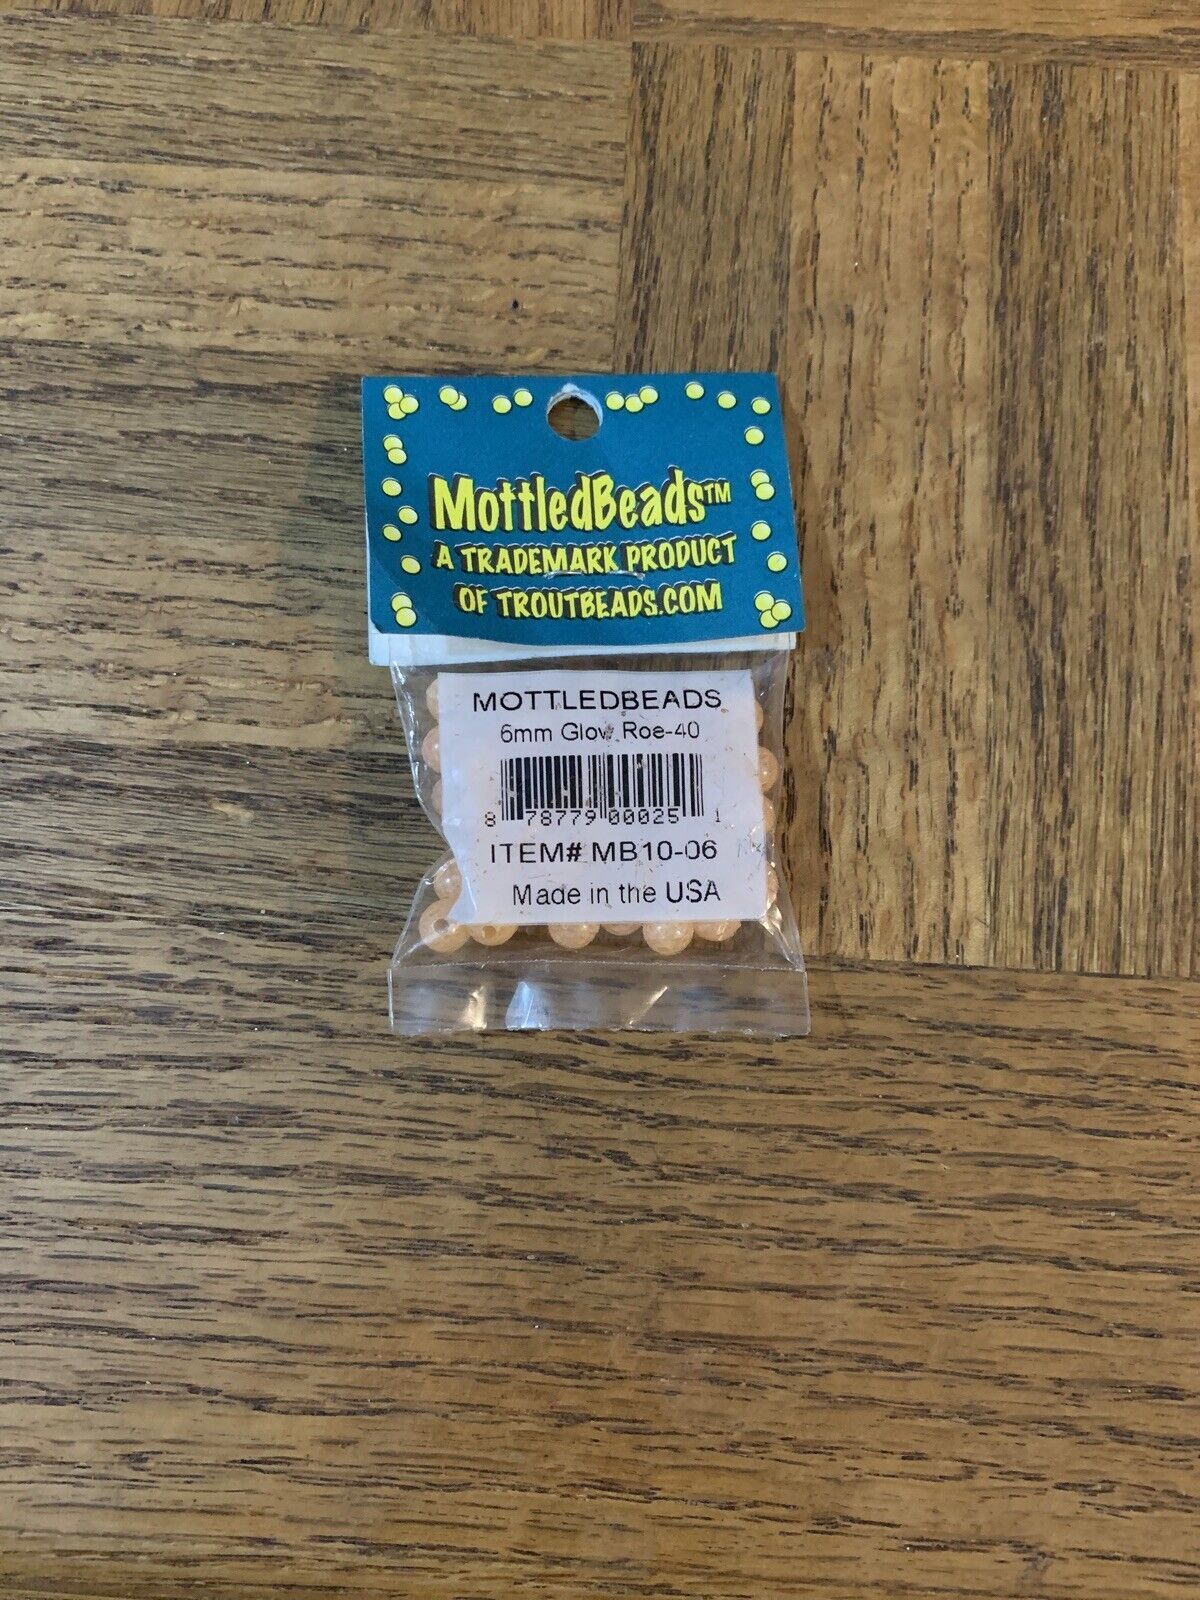 MottledBeads™
A TRADEMARK PRODUCT
OF TROUTBEADS.COM
MOTTLEDBEADS
6mm Glow Roe-40
8 78779 00025 1
ITEM# MB10-06
Made in the USA